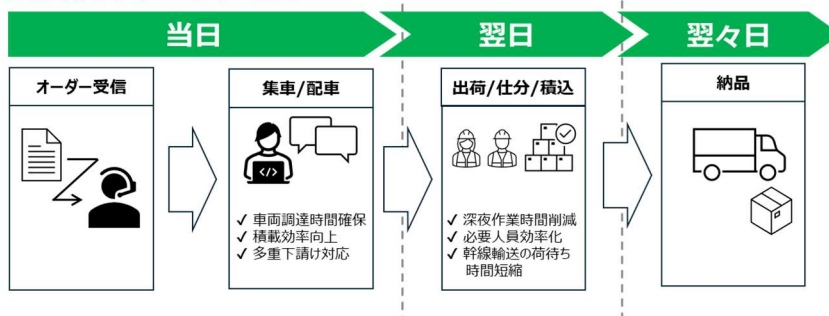 当日
翌日
翌々日
オーダー受信
集車/配車
出荷/仕分/積込
納品
</>
✓ 車両調達時間確保
✓ 積載効率向上
✓ 多重下請け対応
✓ 深夜作業時間削減
✓ 必要人員効率化
✓ 幹線輸送の荷待ち
時間短縮